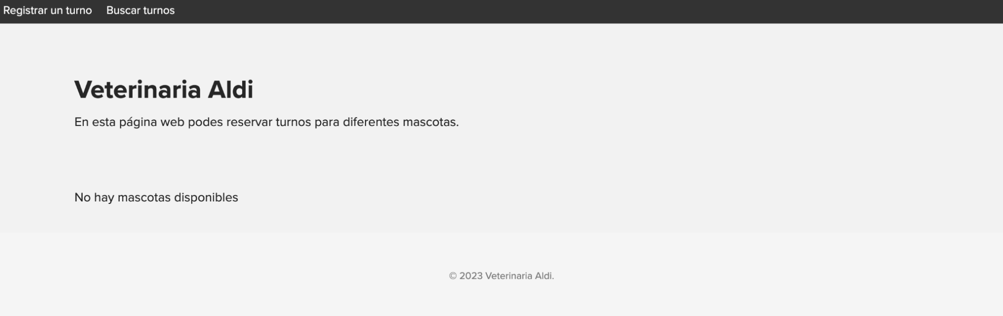 Registrar un turno Buscar turnos
Veterinaria Aldi
En esta página web podes reservar turnos para diferentes mascotas.
No hay mascotas disponibles
© 2023 Veterinaria Aldi.